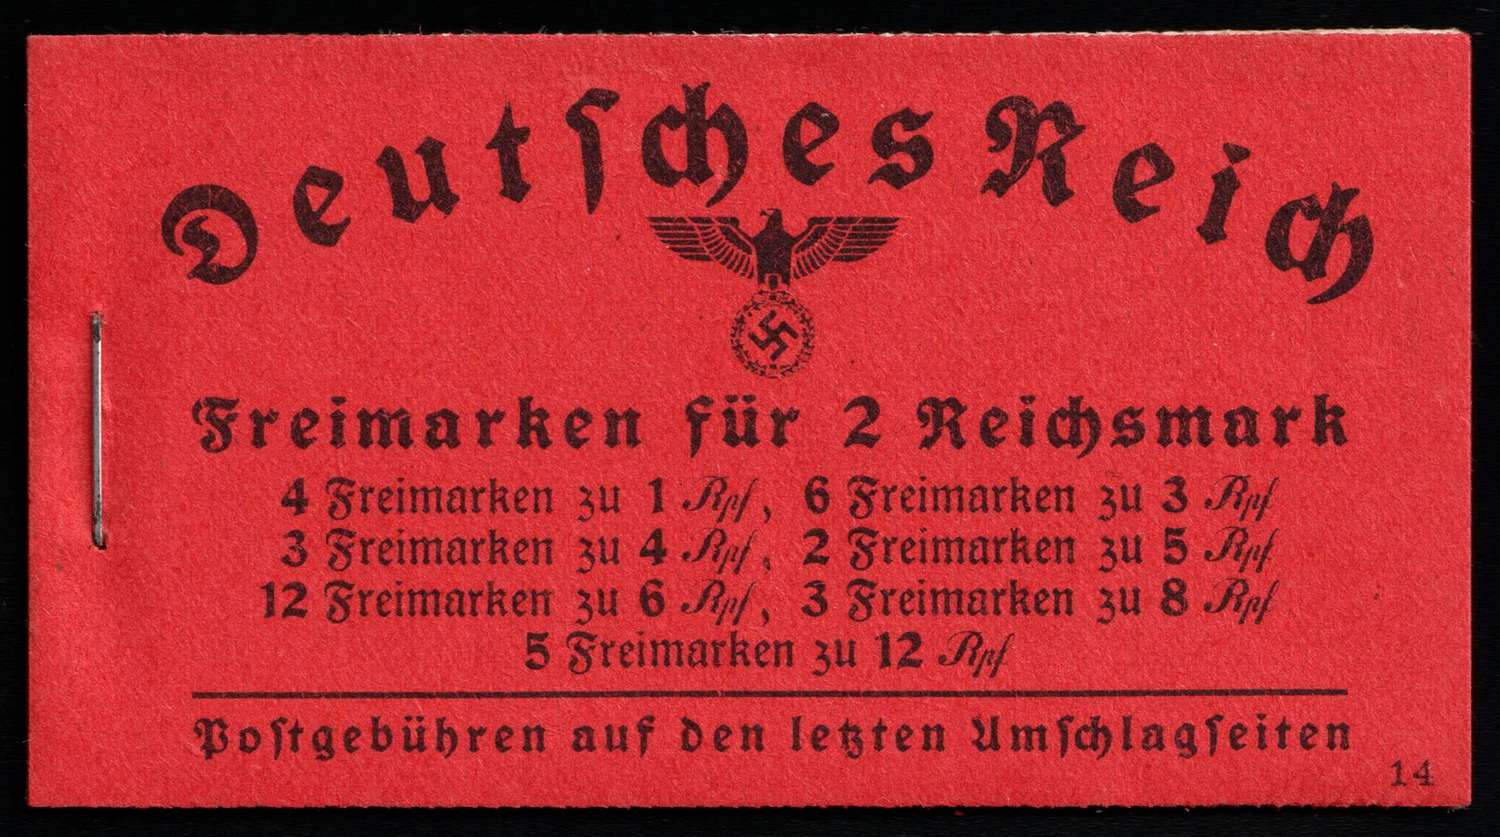 Deutſches Reich
Freimarken für 2 Reichsmark
4 Freimarken zu 1 Rpf, 6 Freimarken zu 3 Rpf
3 Freimarken zu 4 Rpf, 2 Freimarken zu 5 Rpf
12 Freimarken zu 6 Rpf, 3 Freimarken zu 8 Rpf
5 Freimarken zu 12 Rpf
Poſtgebühren auf den letzten Umſchlagſeiten
14